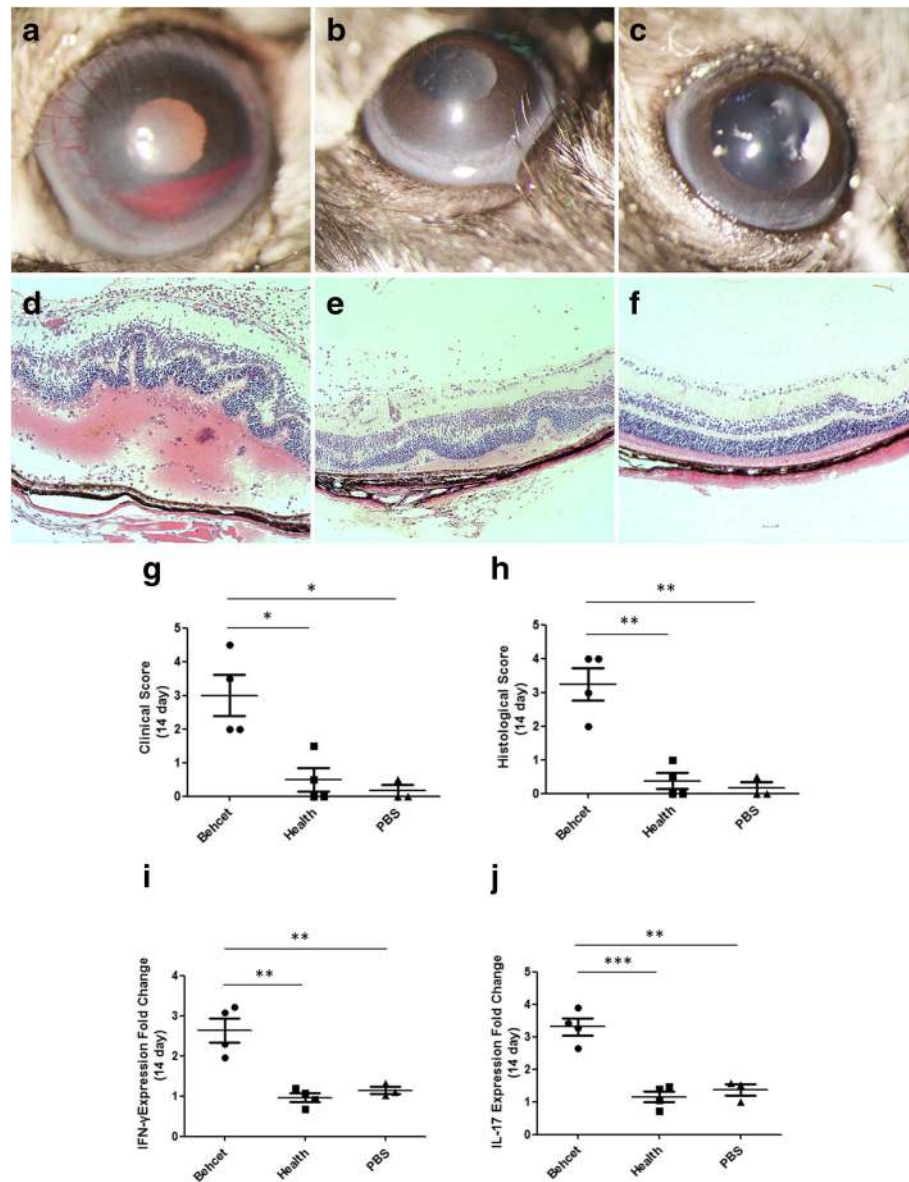 a
b
c
d
e
f
g
h
*
**
*
**
5
4
3
2
1
0
Clinical Score
(14 day)
Behcet
Health
PBS
5
4
3
2
1
0
Histological Score
(14 day)
Behcet
Health
PBS
i
j
**
**
**
***
4
3
2
1
0
IFN-γExpression Fold Change
(14 day)
Behcet
Health
PBS
5
4
3
2
1
0
IL-17 Expression Fold Change
(14 day)
Behcet
Health
PBS